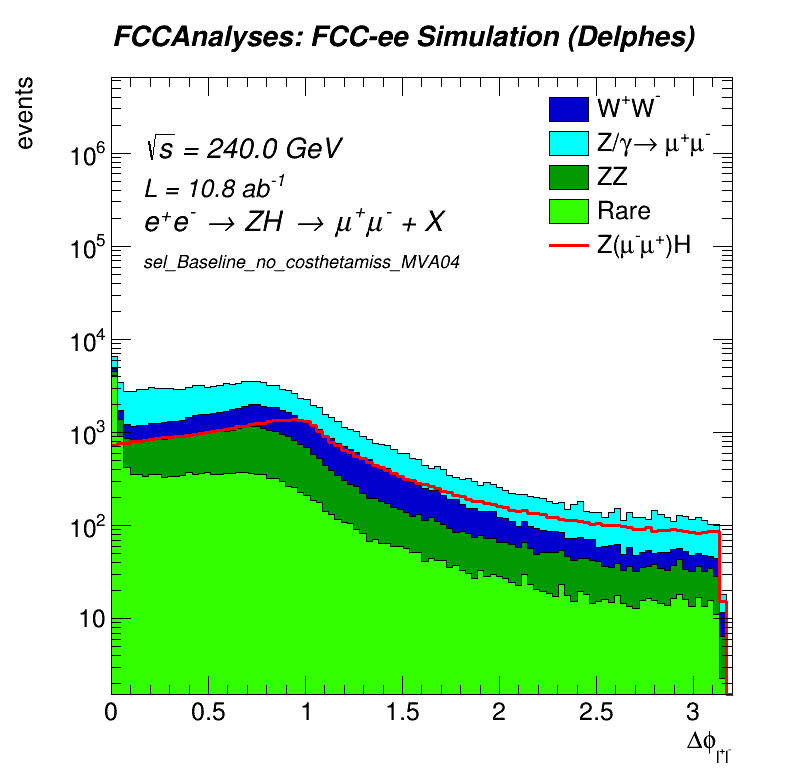 FCCAnalyses: FCC-ee Simulation (Delphes)
events
√s = 240.0 GeV
L = 10.8 ab⁻¹
e⁺e⁻ → ZH → μ⁺μ⁻ + X
sel_Baseline_no_costhetamiss_MVA04
W⁺W⁻
Z/γ→ μ⁺μ⁻
ZZ
Rare
Z(μ⁻μ⁺)H
10⁶
10⁵
10⁴
10³
10²
10
0 0.5 1 1.5 2 2.5 3
Δϕ l⁺l⁻